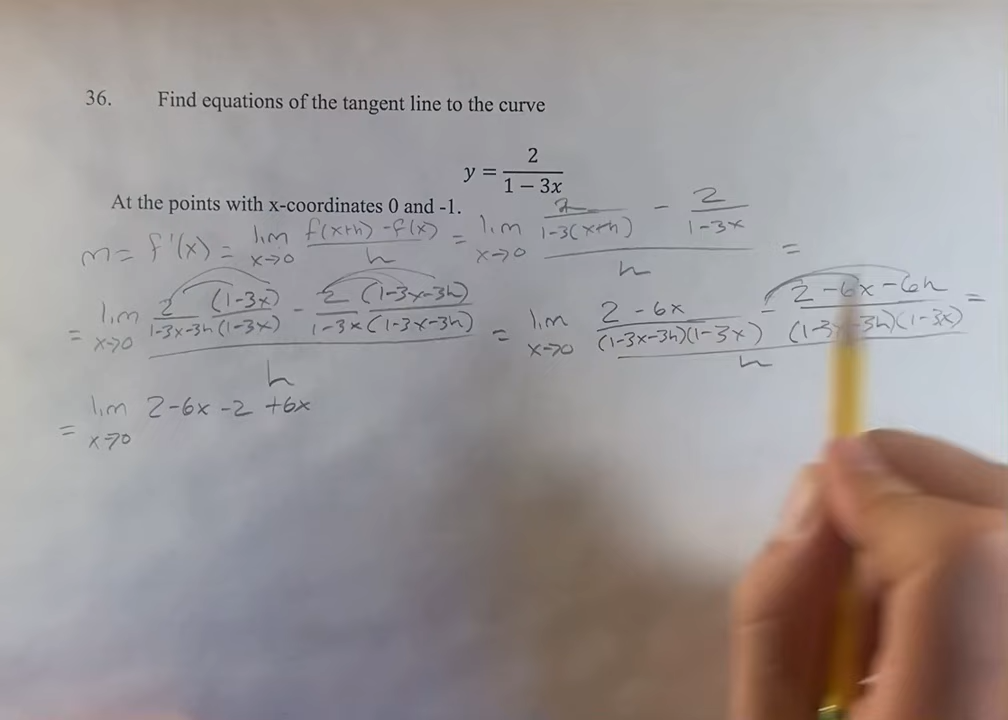 36. Find equations of the tangent line to the curve
y = 2 / (1 − 3x)
At the points with x-coordinates 0 and -1.
m = f'(x) = lim x→0 (f(x+h) - f(x)) / h = lim x→0 (2 / (1-3(x+h)) - 2 / (1-3x)) / h =
= lim x→0 (2 (1-3x) / 1-3x-3h (1-3x) - 2 (1-3x-3h) / 1-3x (1-3x-3h)) / h = lim x→0 (2 - 6x / (1-3x-3h)(1-3x) - 2 - 6x - 6h / (1-3x-3h)(1-3x)) / h =
= lim x→0 2-6x -2 +6x